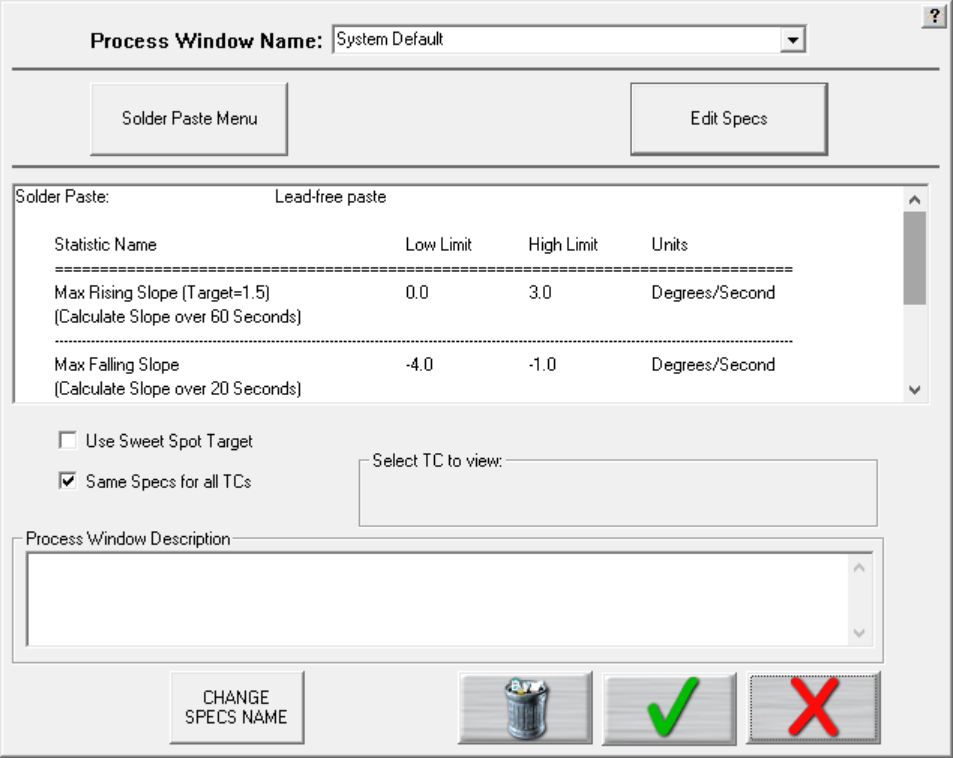 ?
Process Window Name: System Default
Solder Paste Menu Edit Specs
Solder Paste: Lead-free paste
Statistic Name Low Limit High Limit Units
==================================================================================
Max Rising Slope (Target=1.5) 0.0 3.0 Degrees/Second
(Calculate Slope over 60 Seconds)
----------------------------------------------------------------------------------
Max Falling Slope -4.0 -1.0 Degrees/Second
(Calculate Slope over 20 Seconds)
Use Sweet Spot Target
Select TC to view:
Same Specs for all TCs
Process Window Description
CHANGE
SPECS NAME